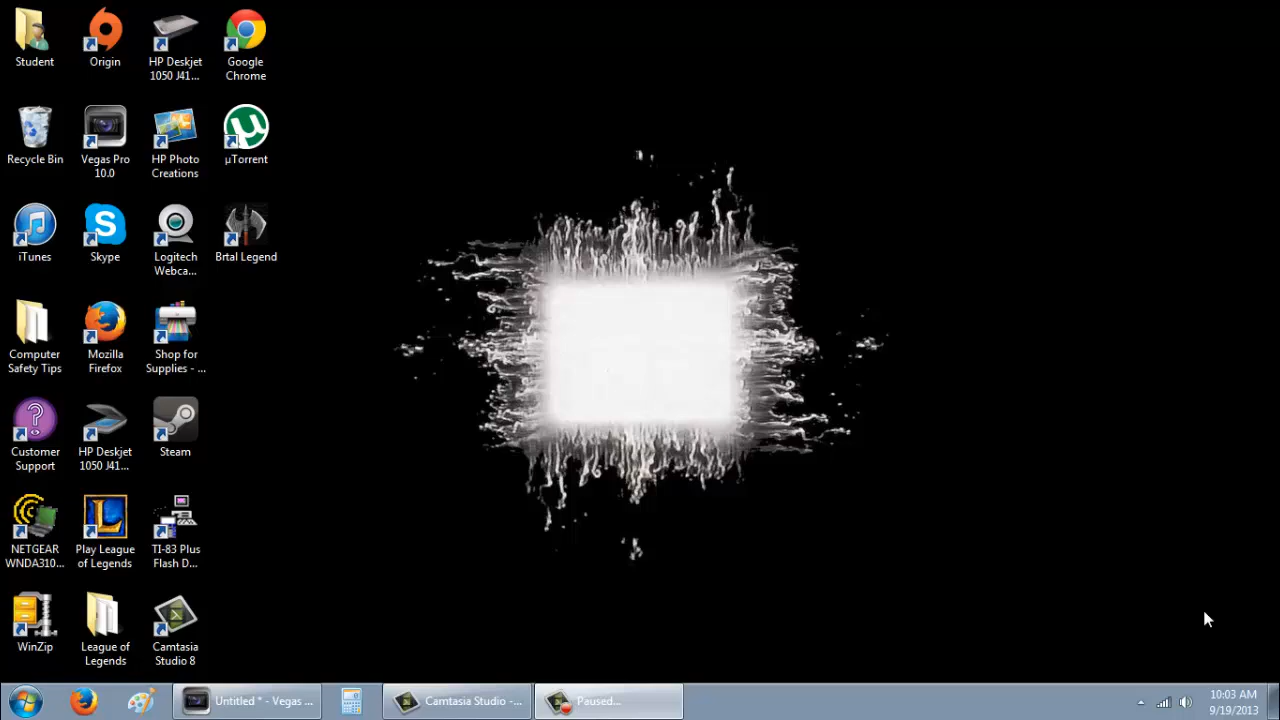 Student
Origin
HP Deskjet
1050 J41...
Google
Chrome
Recycle Bin
Vegas Pro
10.0
HP Photo
Creations
µTorrent
iTunes
Skype
Logitech
Webca...
Brtal Legend
Computer
Safety Tips
Mozilla
Firefox
Shop for
Supplies - ...
Customer
Support
HP Deskjet
1050 J41...
Steam
NETGEAR
WNDA310...
Play League
of Legends
TI-83 Plus
Flash D...
WinZip
League of
Legends
Camtasia
Studio 8
Untitled * - Vegas ...
Camtasia Studio -...
Paused...
10:03 AM
9/19/2013